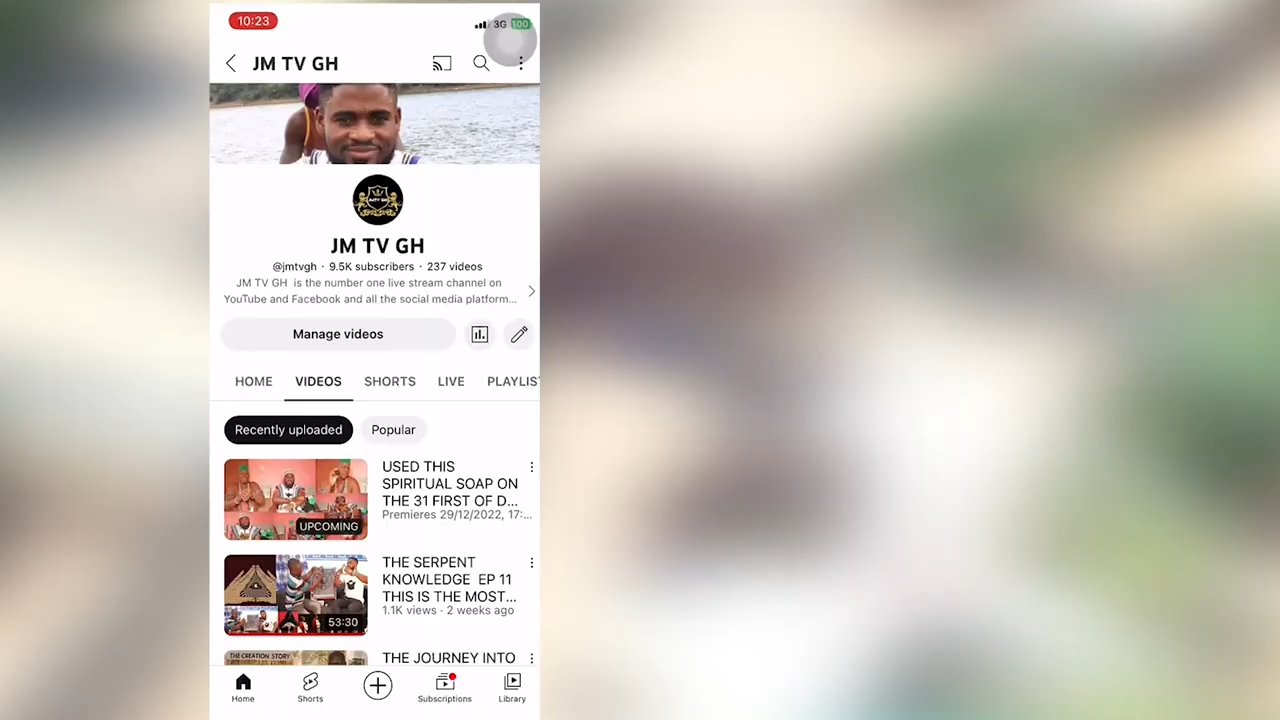 10:23
3G 100
JM TV GH
JM TV GH
@jmtvgh · 9.5K subscribers · 237 videos
JM TV GH is the number one live stream channel on
YouTube and Facebook and all the social media platform...
Manage videos
HOME VIDEOS SHORTS LIVE PLAYLIS
Recently uploaded Popular
USED THIS
SPIRITUAL SOAP ON
THE 31 FIRST OF D...
Premieres 29/12/2022, 17:...
UPCOMING
THE SERPENT
KNOWLEDGE EP 11
THIS IS THE MOST...
1.1K views · 2 weeks ago
53:30
THE CREATION STORY
THE JOURNEY INTO
Home Shorts Subscriptions Library